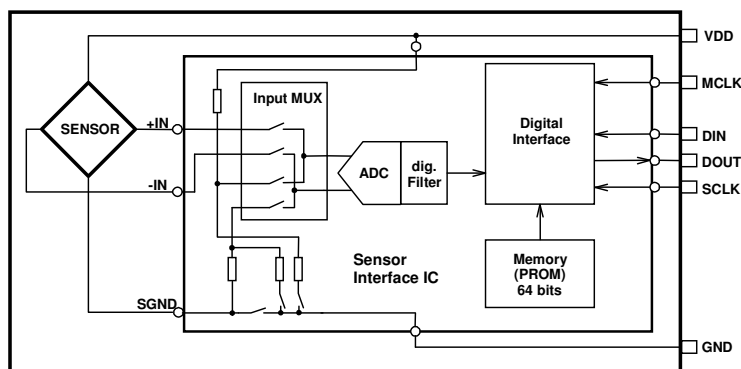 VDD
MCLK
Input MUX
SENSOR
+IN
Digital
Interface
DIN
ADC
dig.
Filter
DOUT
-IN
SCLK
Sensor
Interface IC
Memory
(PROM)
64 bits
SGND
GND